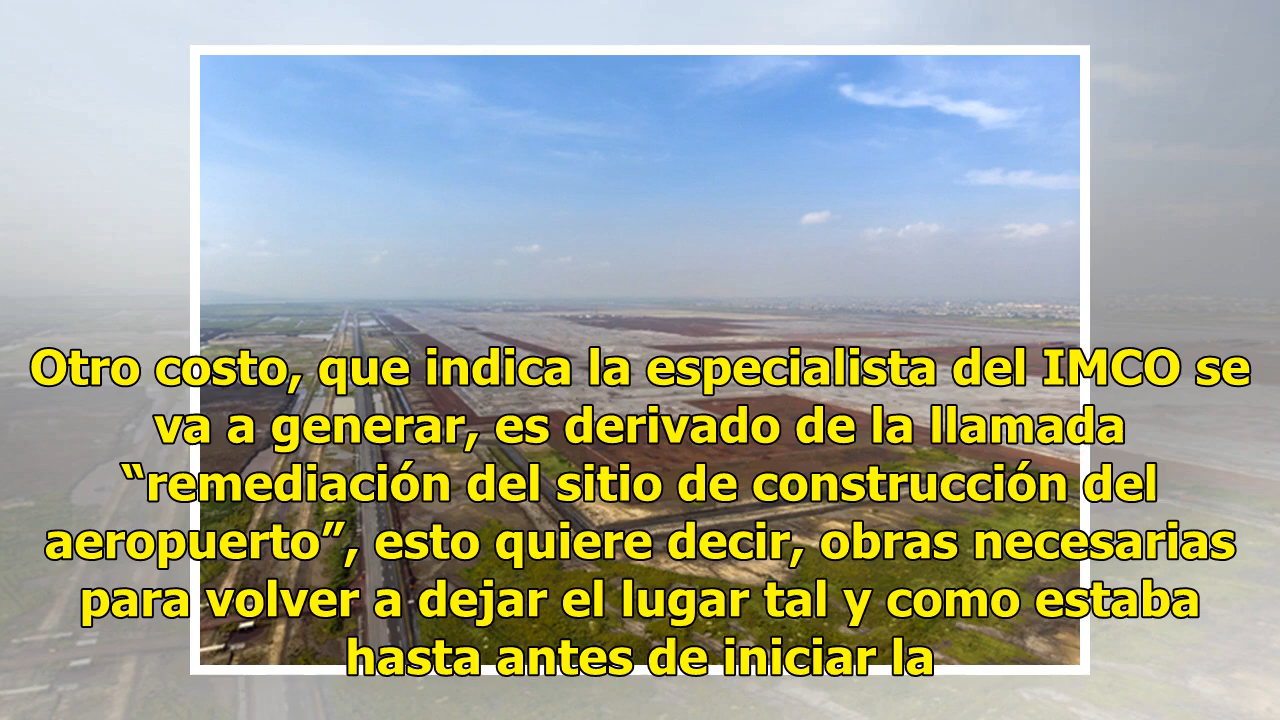 Otro costo, que indica la especialista del IMCO se
va a generar, es derivado de la llamada
“remediación del sitio de construcción del
aeropuerto”, esto quiere decir, obras necesarias
para volver a dejar el lugar tal y como estaba
hasta antes de iniciar la